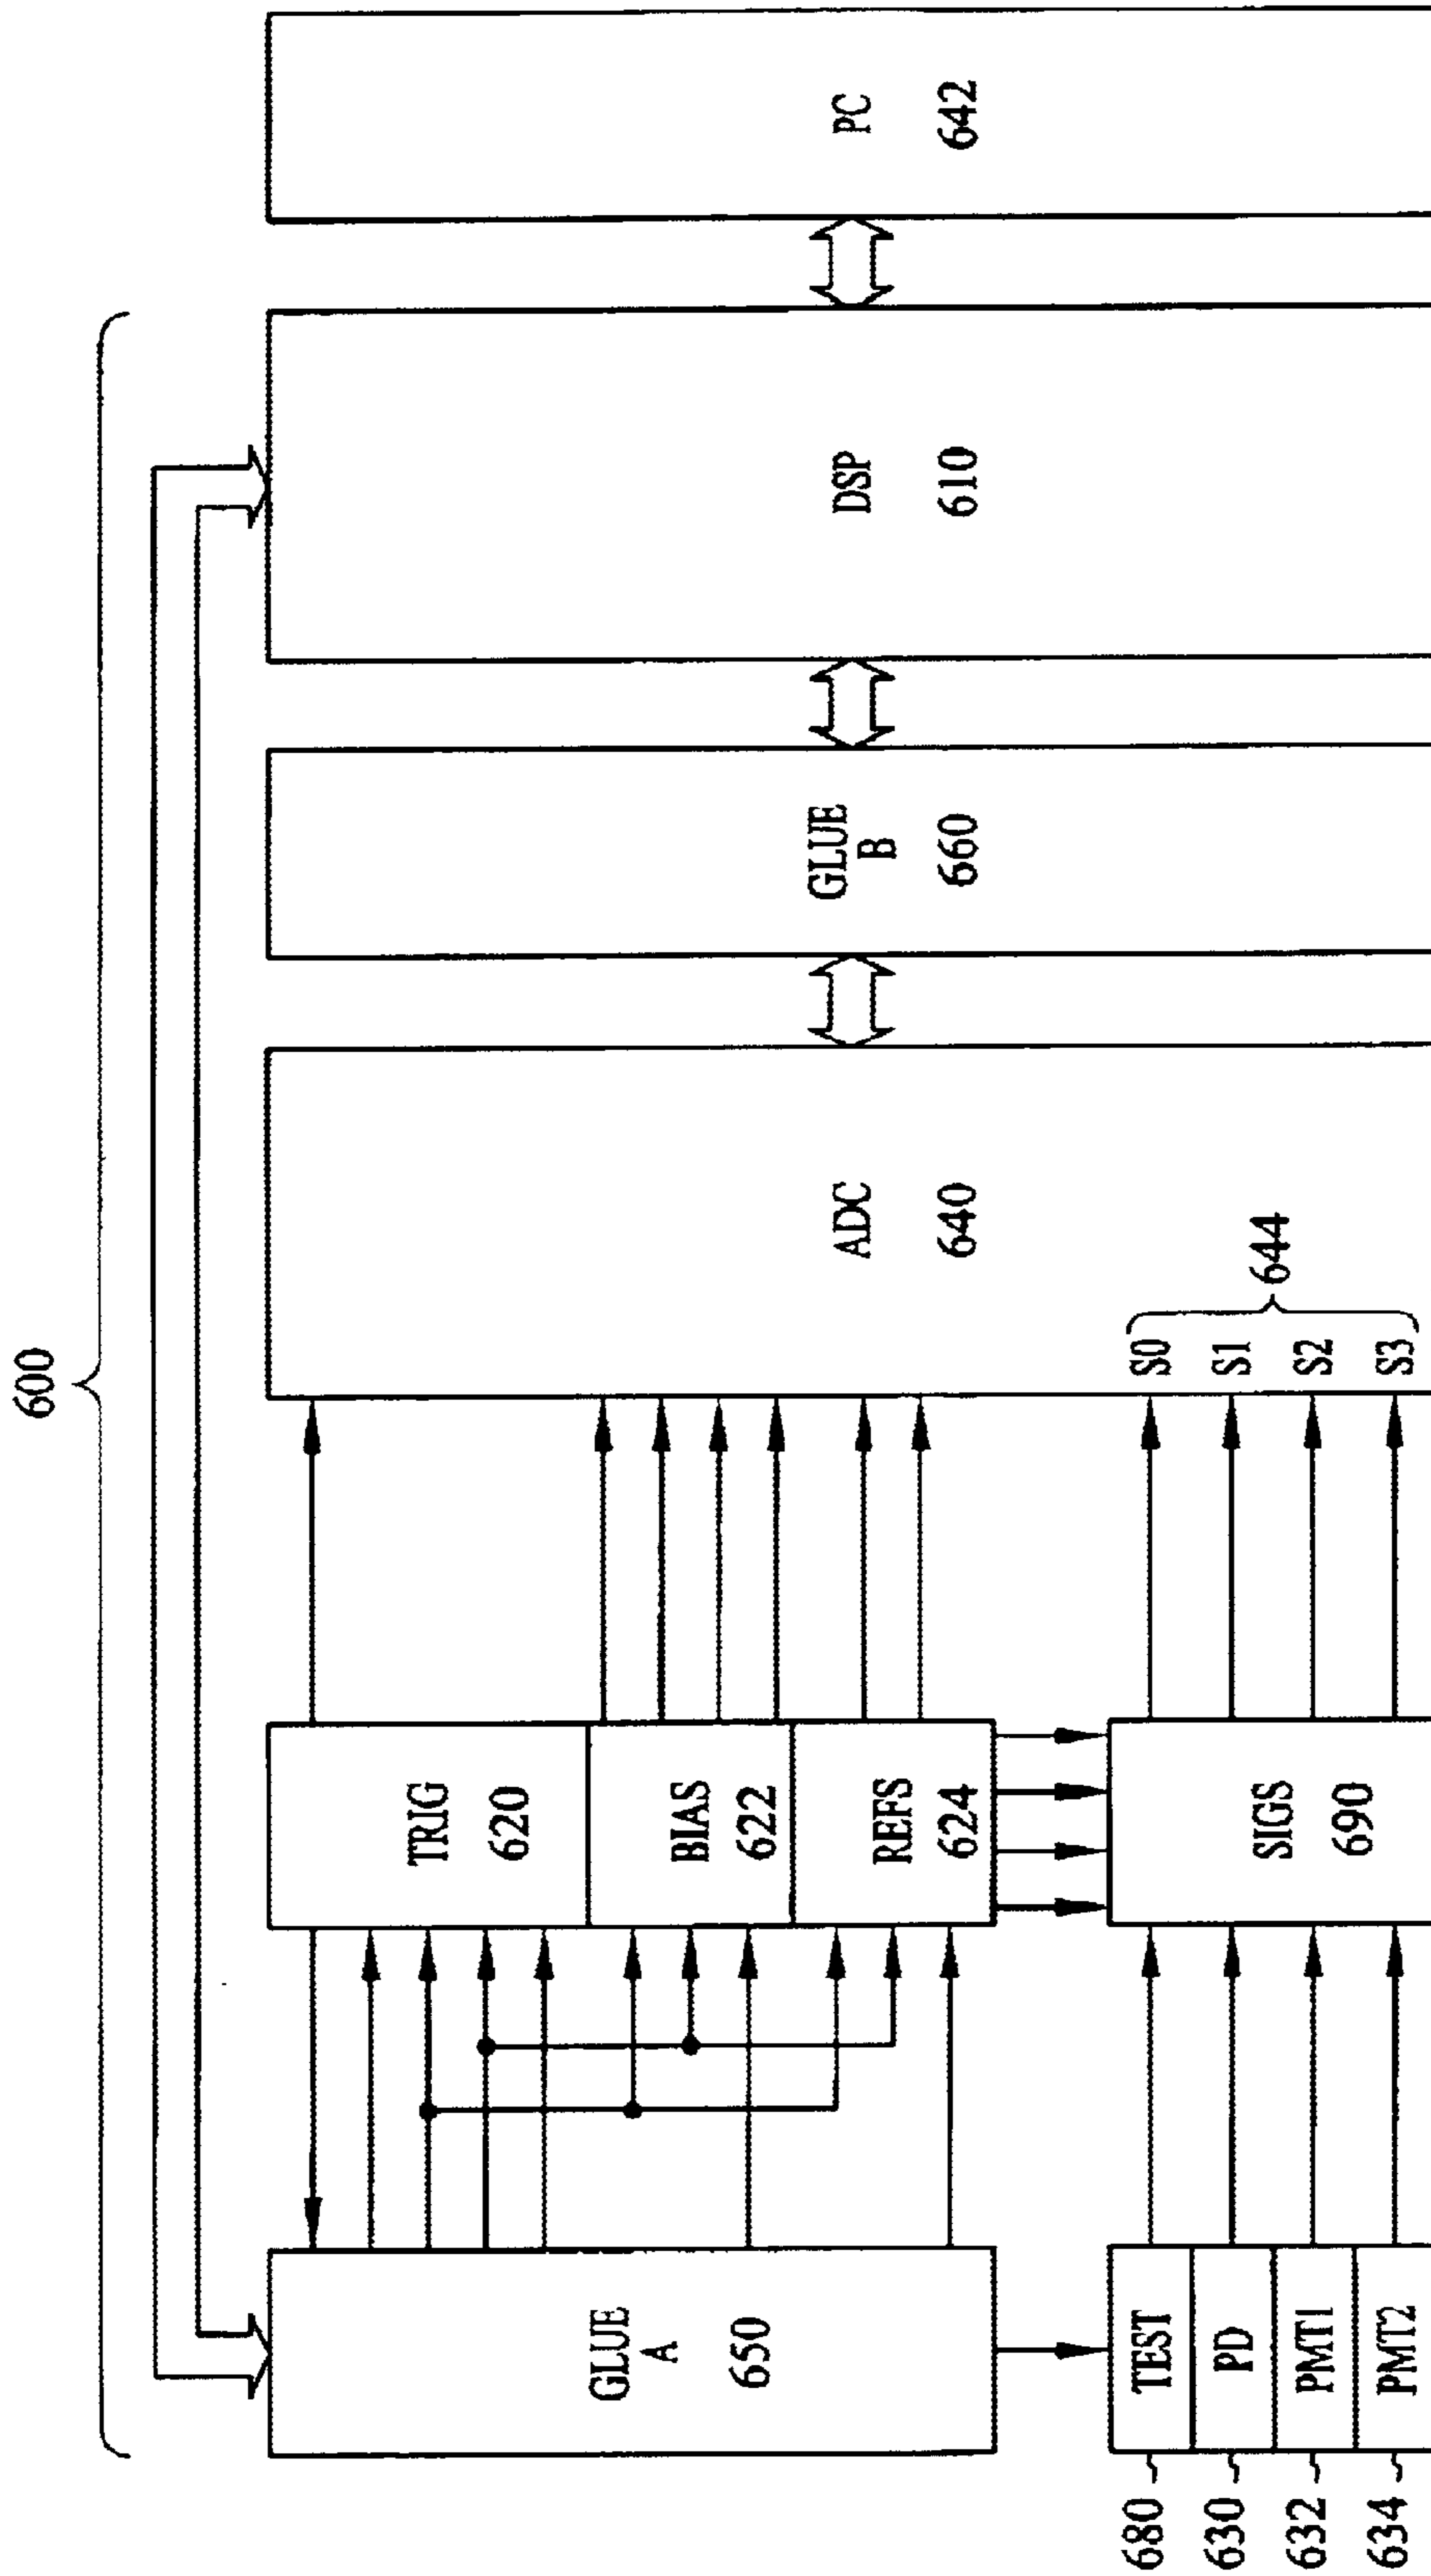 600
GLUE
A
650
TRIG
620
BIAS
622
REFS
624
ADC
640
GLUE
B
660
DSP
610
PC
642
680
TEST
630
PD
632
PMT1
634
PMT2
SIGS
690
S0
S1
S2
S3
644